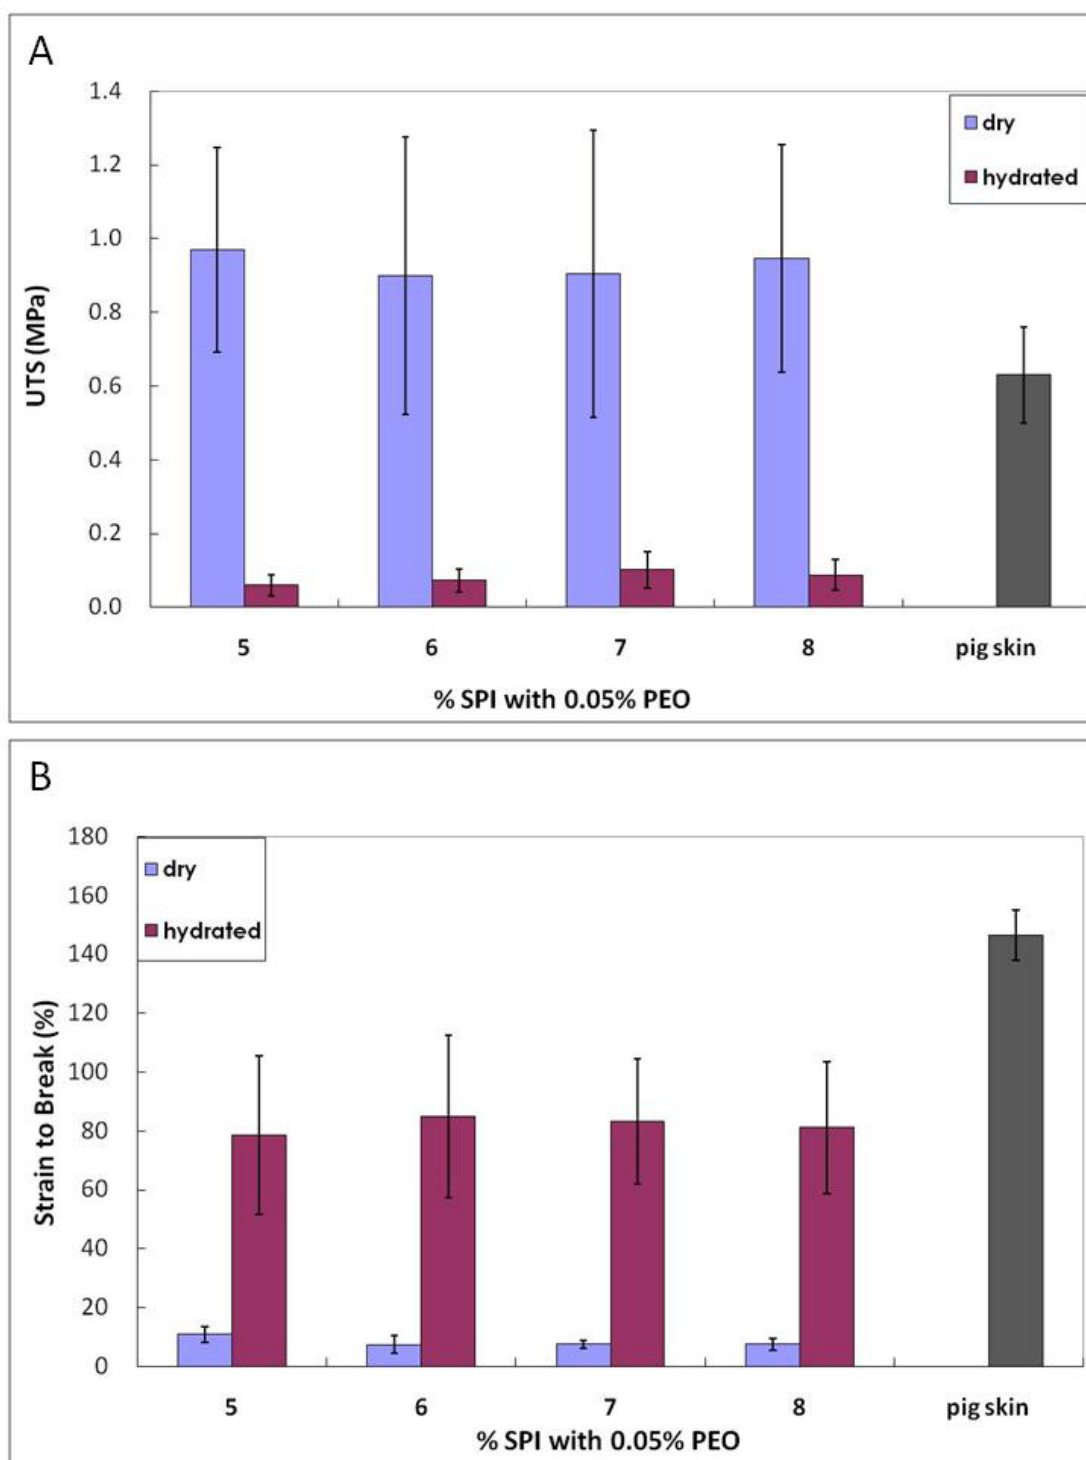 A
1.4
1.2
1.0
0.8
0.6
0.4
0.2
0.0
UTS (MPa)
dry
hydrated
5 6 7 8 pig skin
% SPI with 0.05% PEO
B
180
160
140
120
100
80
60
40
20
0
Strain to Break (%)
dry
hydrated
5 6 7 8 pig skin
% SPI with 0.05% PEO